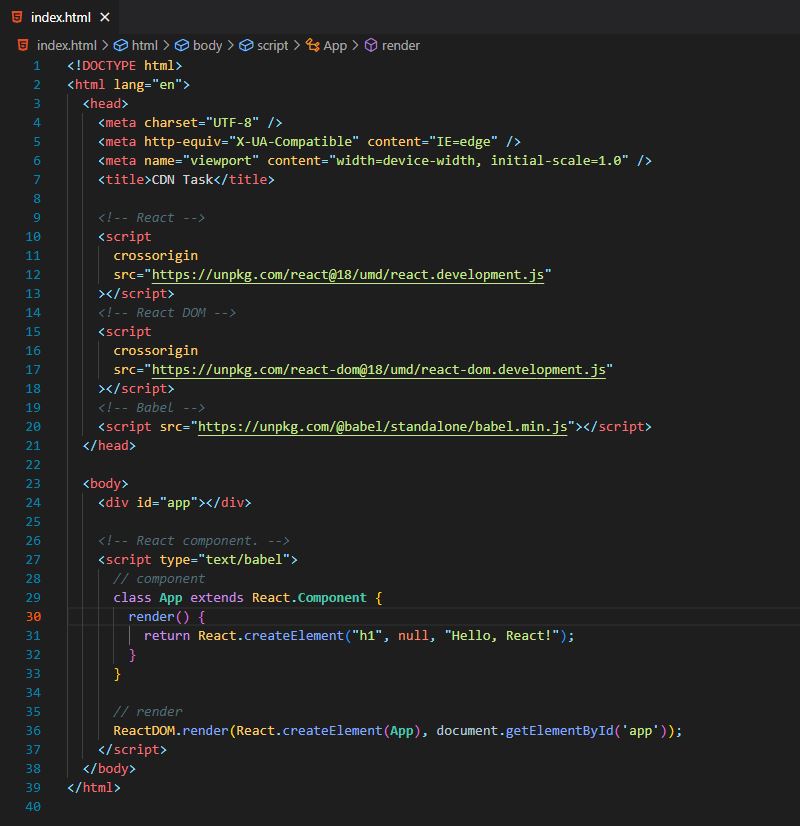 index.html
index.html > html > body > script > App > render
1 <!DOCTYPE html>
2 <html lang="en">
3 <head>
4 <meta charset="UTF-8" />
5 <meta http-equiv="X-UA-Compatible" content="IE=edge" />
6 <meta name="viewport" content="width=device-width, initial-scale=1.0" />
7 <title>CDN Task</title>
8
9 <!-- React -->
10 <script
11 crossorigin
12 src="https://unpkg.com/react@18/umd/react.development.js"
13 ></script>
14 <!-- React DOM -->
15 <script
16 crossorigin
17 src="https://unpkg.com/react-dom@18/umd/react-dom.development.js"
18 ></script>
19 <!-- Babel -->
20 <script src="https://unpkg.com/@babel/standalone/babel.min.js"></script>
21 </head>
22
23 <body>
24 <div id="app"></div>
25
26 <!-- React component. -->
27 <script type="text/babel">
28 // component
29 class App extends React.Component {
30 render() {
31 return React.createElement("h1", null, "Hello, React!");
32 }
33 }
34
35 // render
36 ReactDOM.render(React.createElement(App), document.getElementById('app'));
37 </script>
38 </body>
39 </html>
40